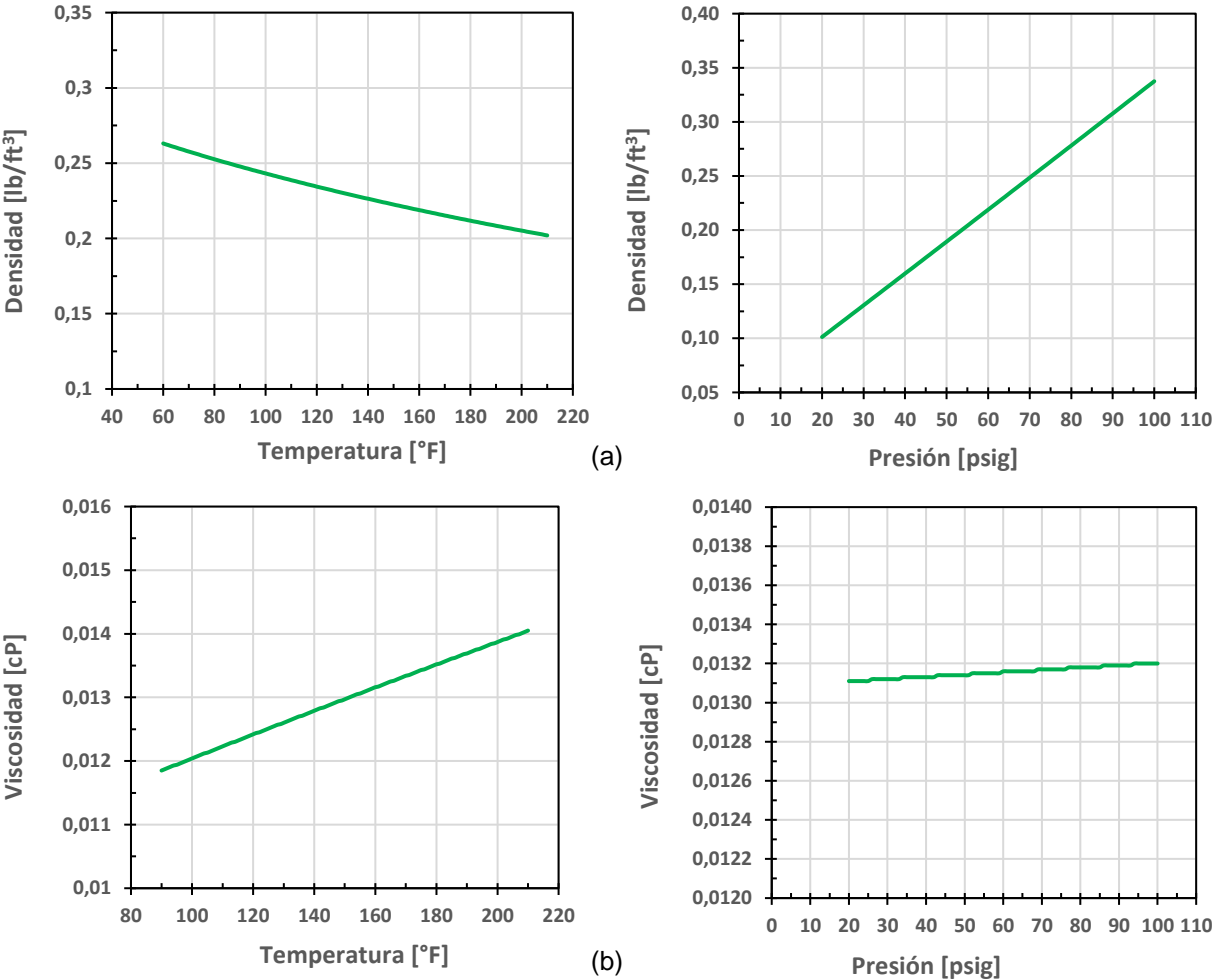 0,35
0,3
0,25
0,2
0,15
0,1
Densidad [lb/ft³]
40 60 80 100 120 140 160 180 200 220
Temperatura [°F]
(a)
0,40
0,35
0,30
0,25
0,20
0,15
0,10
0,05
Densidad [lb/ft³]
0 10 20 30 40 50 60 70 80 90 100 110
Presión [psig]
0,016
0,015
0,014
0,013
0,012
0,011
0,01
Viscosidad [cP]
80 100 120 140 160 180 200 220
Temperatura [°F]
(b)
0,0140
0,0138
0,0136
0,0134
0,0132
0,0130
0,0128
0,0126
0,0124
0,0122
0,0120
Viscosidad [cP]
0 10 20 30 40 50 60 70 80 90 100 110
Presión [psig]